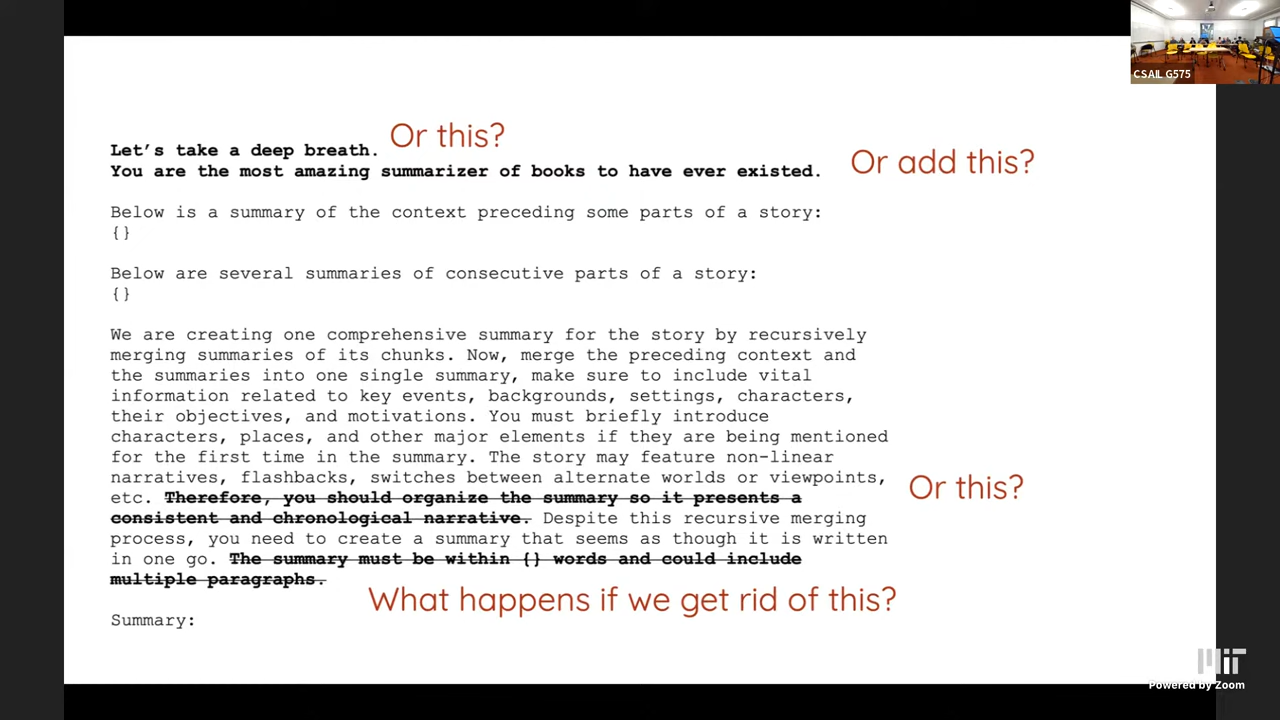 CSAIL G575
Let's take a deep breath. Or this?
You are the most amazing summarizer of books to have ever existed. Or add this?
Below is a summary of the context preceding some parts of a story:
{}
Below are several summaries of consecutive parts of a story:
{}
We are creating one comprehensive summary for the story by recursively
merging summaries of its chunks. Now, merge the preceding context and
the summaries into one single summary, make sure to include vital
information related to key events, backgrounds, settings, characters,
their objectives, and motivations. You must briefly introduce
characters, places, and other major elements if they are being mentioned
for the first time in the summary. The story may feature non-linear
narratives, flashbacks, switches between alternate worlds or viewpoints,
etc. Therefore, you should organize the summary so it presents a
Or this?
consistent and chronological narrative. Despite this recursive merging
process, you need to create a summary that seems as though it is written
in one go. The summary must be within {} words and could include
multiple paragraphs.
What happens if we get rid of this?
Summary:
MIT
Powered by Zoom